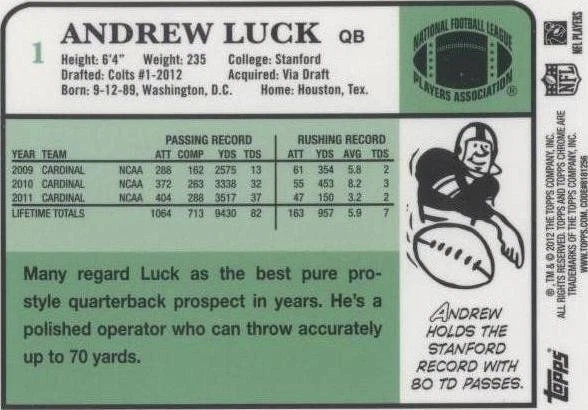 1 ANDREW LUCK QB
Height: 6'4" Weight: 235 College: Stanford
Drafted: Colts #1-2012 Acquired: Via Draft
Born: 9-12-89, Washington, D.C. Home: Houston, Tex.
NATIONAL FOOTBALL LEAGUE
PLAYERS ASSOCIATION®
NFL PLAYERS
NFL
PASSING RECORD RUSHING RECORD
YEAR TEAM ATT COMP YDS TDS ATT YDS AVG TDS
2009 CARDINAL NCAA 288 162 2575 13 61 354 5.8 2
2010 CARDINAL NCAA 372 263 3338 32 55 453 8.2 3
2011 CARDINAL NCAA 404 288 3517 37 47 150 3.2 2
LIFETIME TOTALS 1064 713 9430 82 163 957 5.9 7
Many regard Luck as the best pure pro-
style quarterback prospect in years. He's a
polished operator who can throw accurately
up to 70 yards.
ANDREW
HOLDS THE
STANFORD
RECORD WITH
80 TD PASSES.
®, TM & © 2012 THE TOPPS COMPANY, INC.
ALL RIGHTS RESERVED. TOPPS AND TOPPS CHROME ARE
TRADEMARKS OF THE TOPPS COMPANY, INC.
WWW.TOPPS.COM
topps